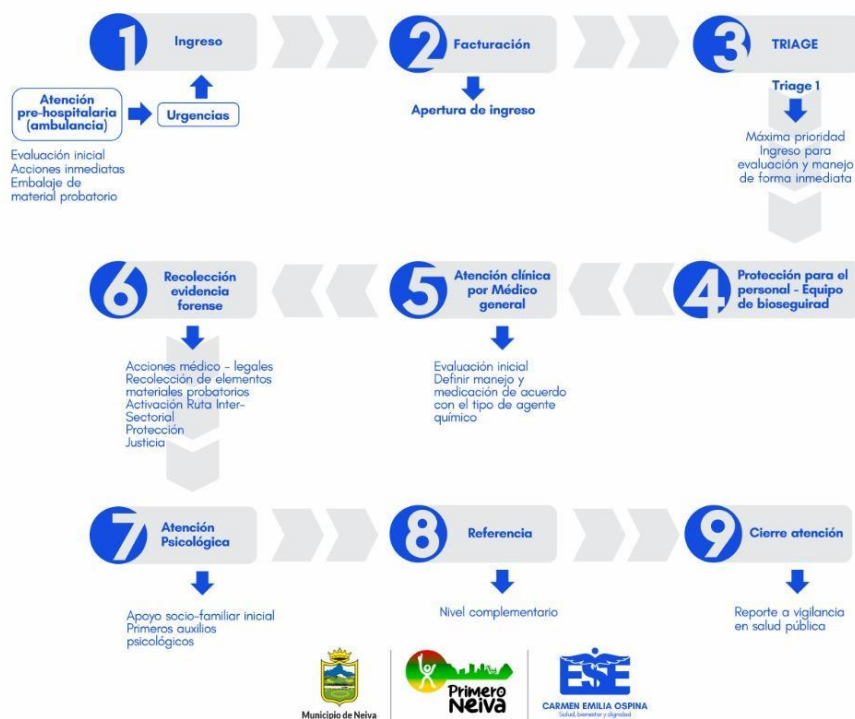 1 Ingreso
2 Facturación
3 TRIAGE
Atención
pre-hospitalaria
(ambulancia)
Urgencias
Evaluación inicial
Acciones inmediatas
Embalaje de
material probatorio
Apertura de ingreso
Triage 1
Máxima prioridad
Ingreso para
evaluación y manejo
de forma inmediata
4 Protección para el
personal - Equipo
de bioseguirad
5 Atención clínica
por Médico
general
6 Recolección
evidencia
forense
Evaluación inicial
Definir manejo y
medicación de acuerdo
con el tipo de agente
químico
Acciones médico - legales
Recolección de elementos
materiales probatorios
Activación Ruta Inter-
Sectorial
Protección
Justicia
7 Atención
Psicológica
8 Referencia
9 Cierre atención
Apoyo socio-familiar inicial
Primeros auxilios
psicológicos
Nivel complementario
Reporte a vigilancia
en salud pública
Municipio de Neiva
Primero
NEIVA
ESE
CARMEN EMILIA OSPINA
Salud, bienestar y dignidad